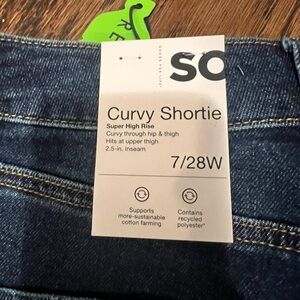 SO
Curvy Shortie
Super High Rise
Curvy through hip & thigh
Hits at upper thigh
2.5-in. inseam
7/28W
Supports
more-sustainable
cotton farming
Contains
recycled
polyester*